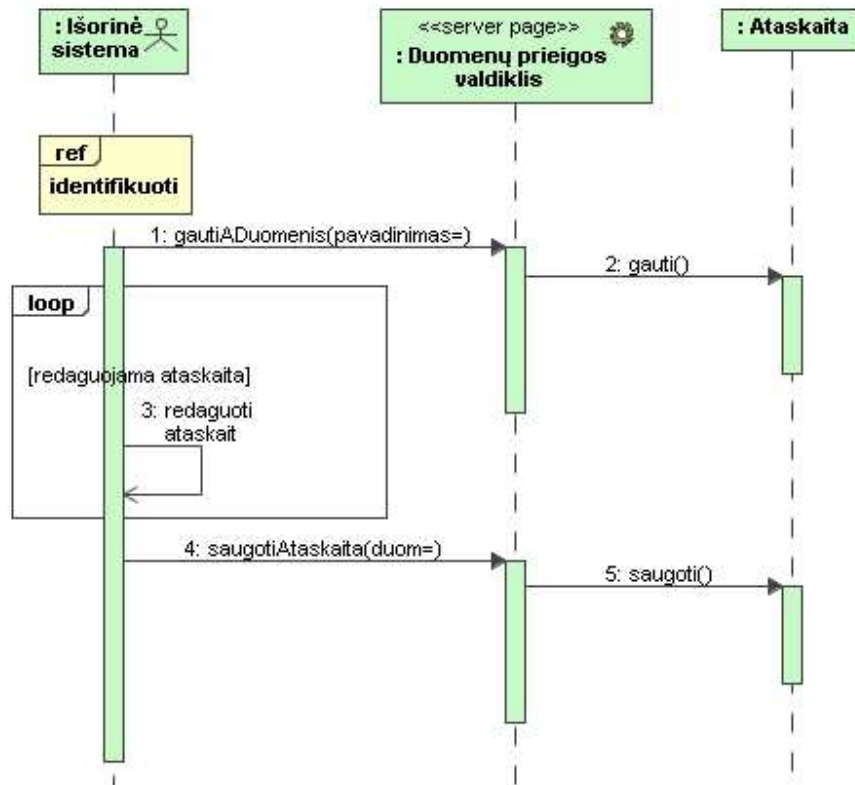 : Išorinė
sistema
<<server page>>
: Duomenų prieigos
valdiklis
: Ataskaita
ref
identifikuoti
1: gautiADuomenis(pavadinimas=)
2: gauti()
loop
[redaguojama ataskaita]
3: redaguoti
ataskait
4: saugotiAtaskaita(duom=)
5: saugoti()